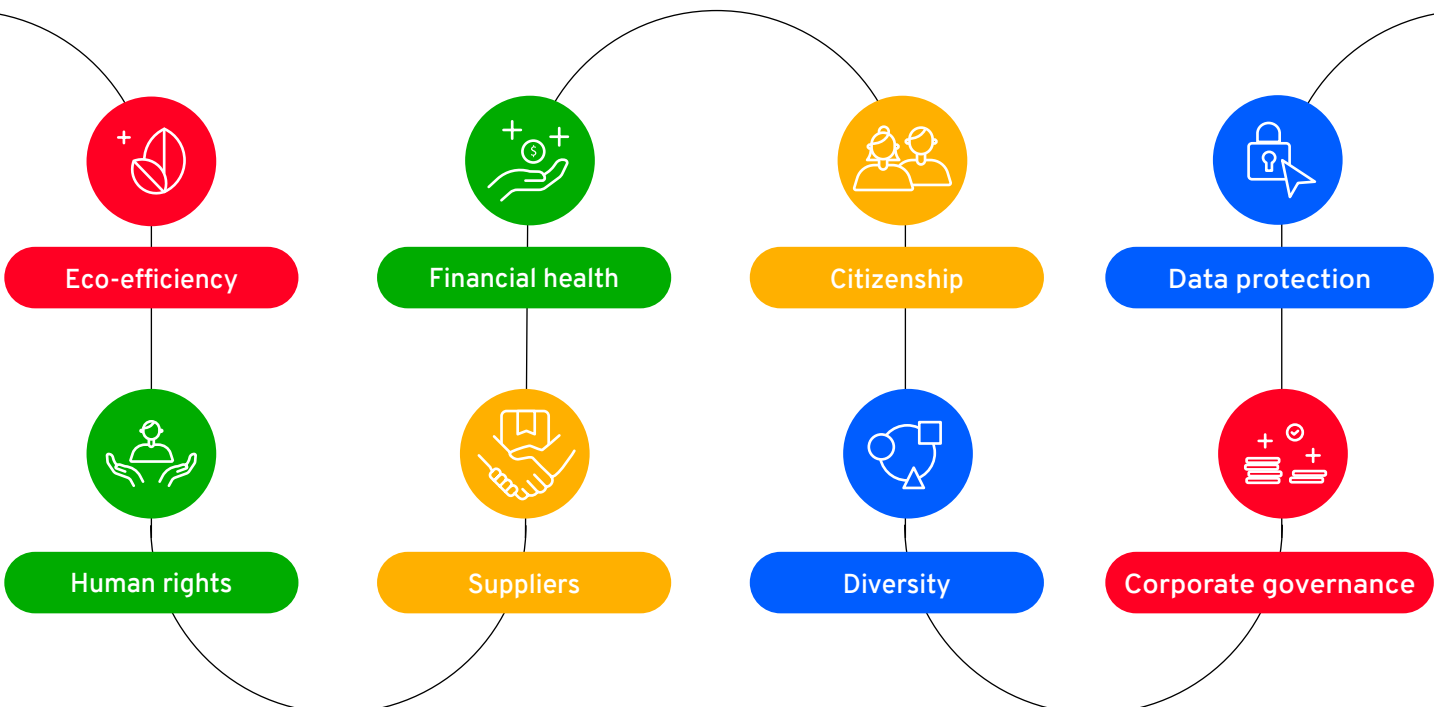 Eco-efficiency
Financial health
Citizenship
Data protection
Human rights
Suppliers
Diversity
Corporate governance